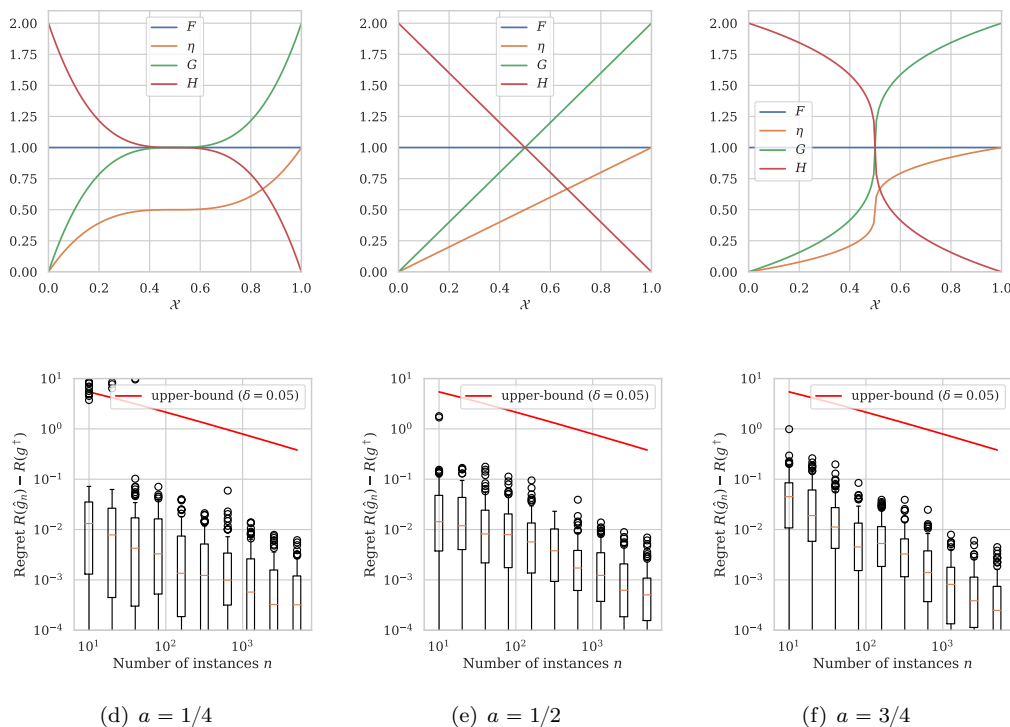 2.00
1.75
1.50
1.25
1.00
0.75
0.50
0.25
0.00
F
η
G
H
0.0 0.2 0.4 0.6 0.8 1.0
𝒳
2.00
1.75
1.50
1.25
1.00
0.75
0.50
0.25
0.00
F
η
G
H
0.0 0.2 0.4 0.6 0.8 1.0
𝒳
2.00
1.75
1.50
1.25
1.00
0.75
0.50
0.25
0.00
F
η
G
H
0.0 0.2 0.4 0.6 0.8 1.0
𝒳
Regret R(ĝₙ) − R(g†)
10¹
10⁰
10⁻¹
10⁻²
10⁻³
10⁻⁴
upper-bound (δ = 0.05)
10¹ 10² 10³
Number of instances n
Regret R(ĝₙ) − R(g†)
10¹
10⁰
10⁻¹
10⁻²
10⁻³
10⁻⁴
upper-bound (δ = 0.05)
10¹ 10² 10³
Number of instances n
Regret R(ĝₙ) − R(g†)
10¹
10⁰
10⁻¹
10⁻²
10⁻³
10⁻⁴
upper-bound (δ = 0.05)
10¹ 10² 10³
Number of instances n
(d) a = 1/4
(e) a = 1/2
(f) a = 3/4